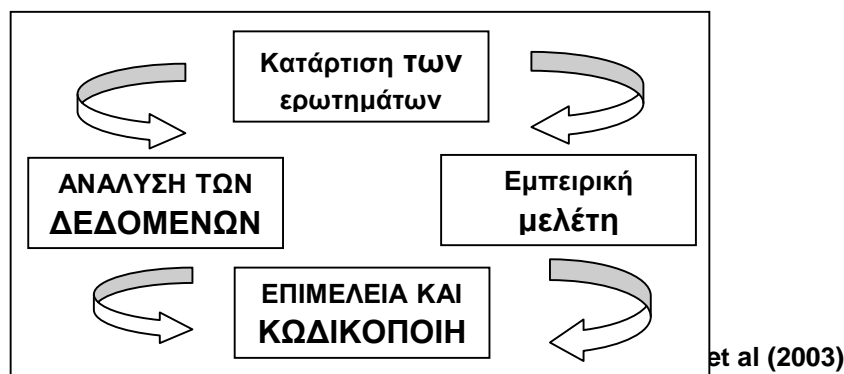 Κατάρτιση των
ερωτημάτων
ΑΝΑΛΥΣΗ ΤΩΝ
ΔΕΔΟΜΕΝΩΝ
Εμπειρική
μελέτη
ΕΠΙΜΕΛΕΙΑ ΚΑΙ
ΚΩΔΙΚΟΠΟΙΗ
et al (2003)